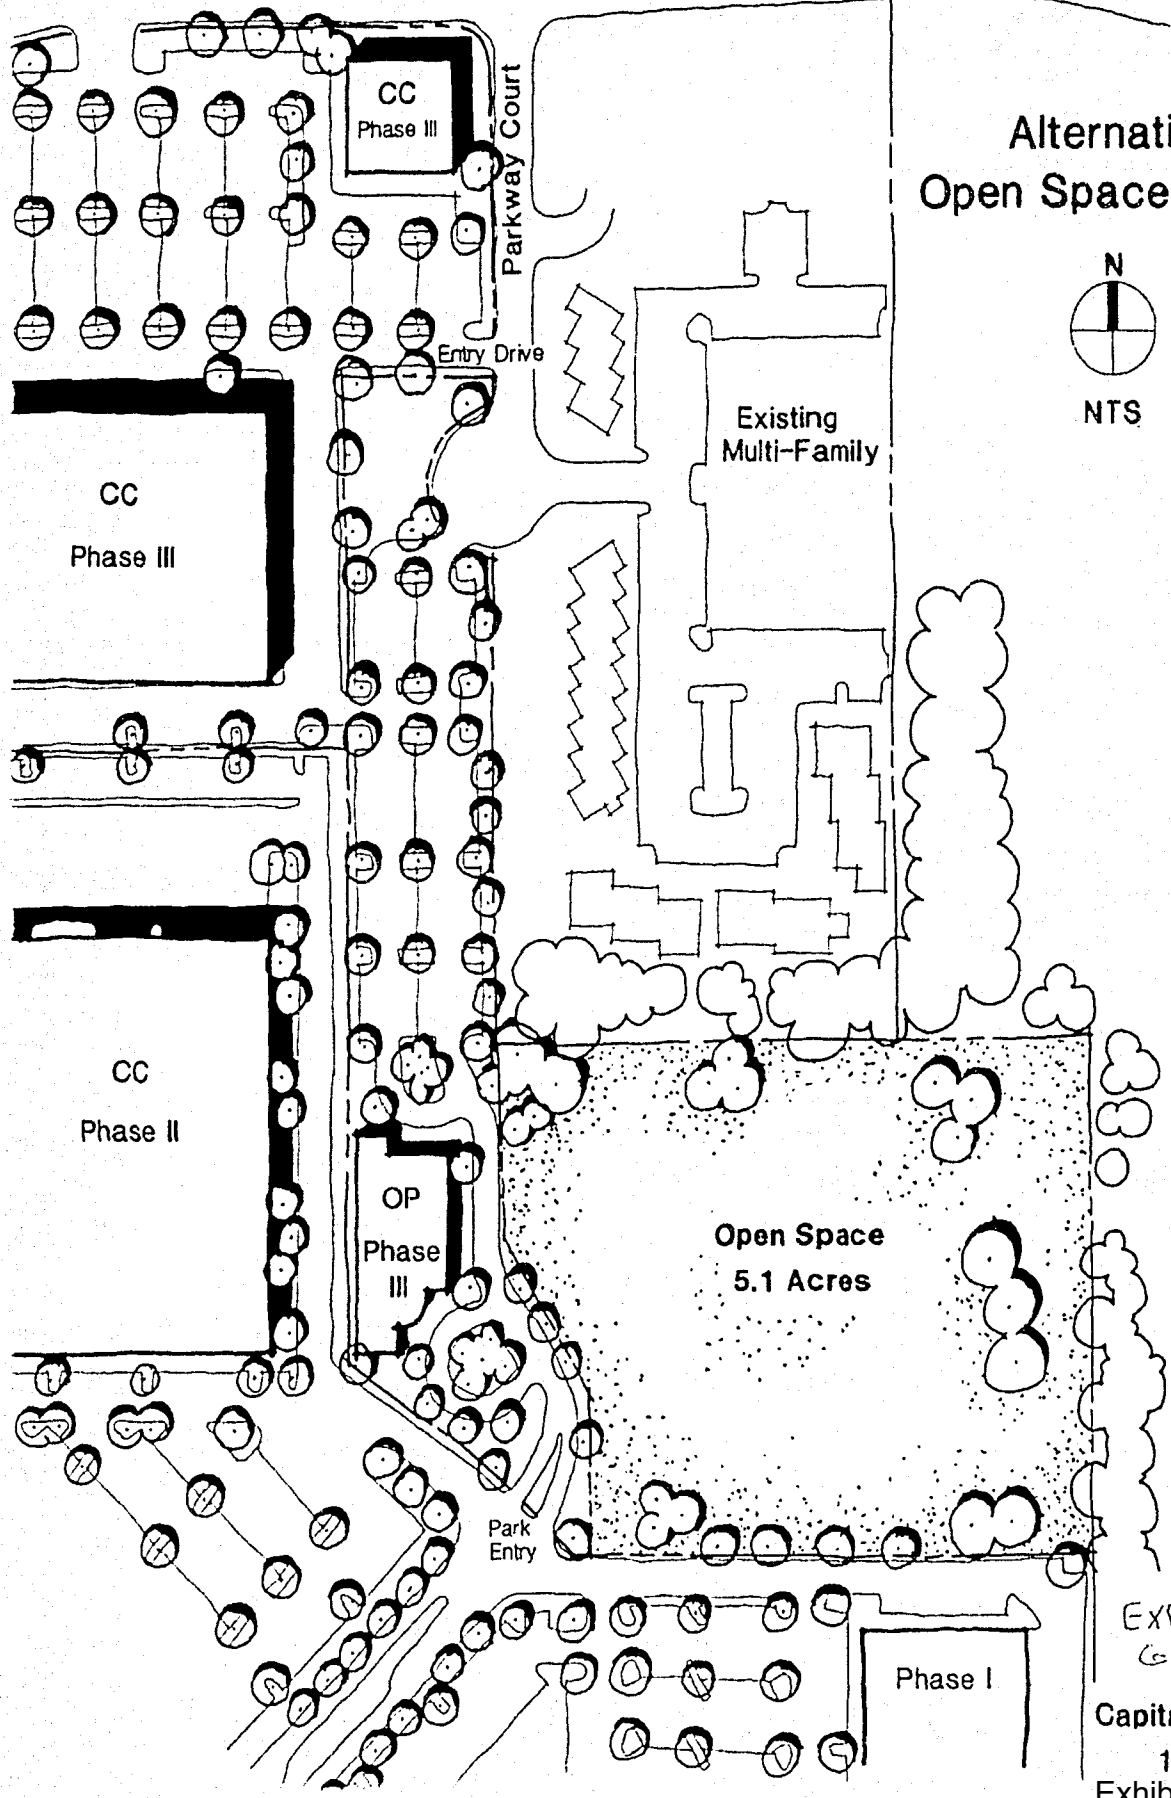 Alternati
Open Space
N
NTS
CC
Phase III
Parkway Court
Entry Drive
Existing
Multi-Family
CC
Phase III
CC
Phase II
OP
Phase
III
Open Space
5.1 Acres
Park
Entry
Phase I
Capit
1
Exhib